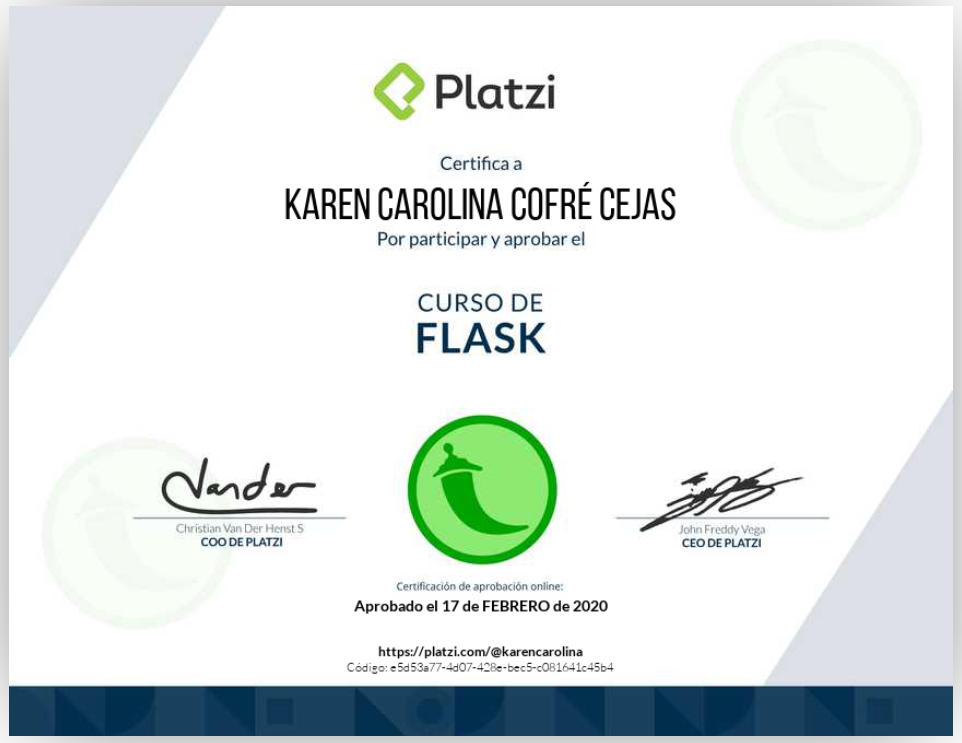 Platzi
Certifica a
KAREN CAROLINA COFRÉ CEJAS
Por participar y aprobar el
CURSO DE
FLASK
Vander
Christian Van Der Henst S
COO DE PLATZI
John Freddy Vega
CEO DE PLATZI
Certificación de aprobación online:
Aprobado el 17 de FEBRERO de 2020
https://platzi.com/@karencarolina
Código: e5d53a77-4d07-428e-bec5-c081641c45b4